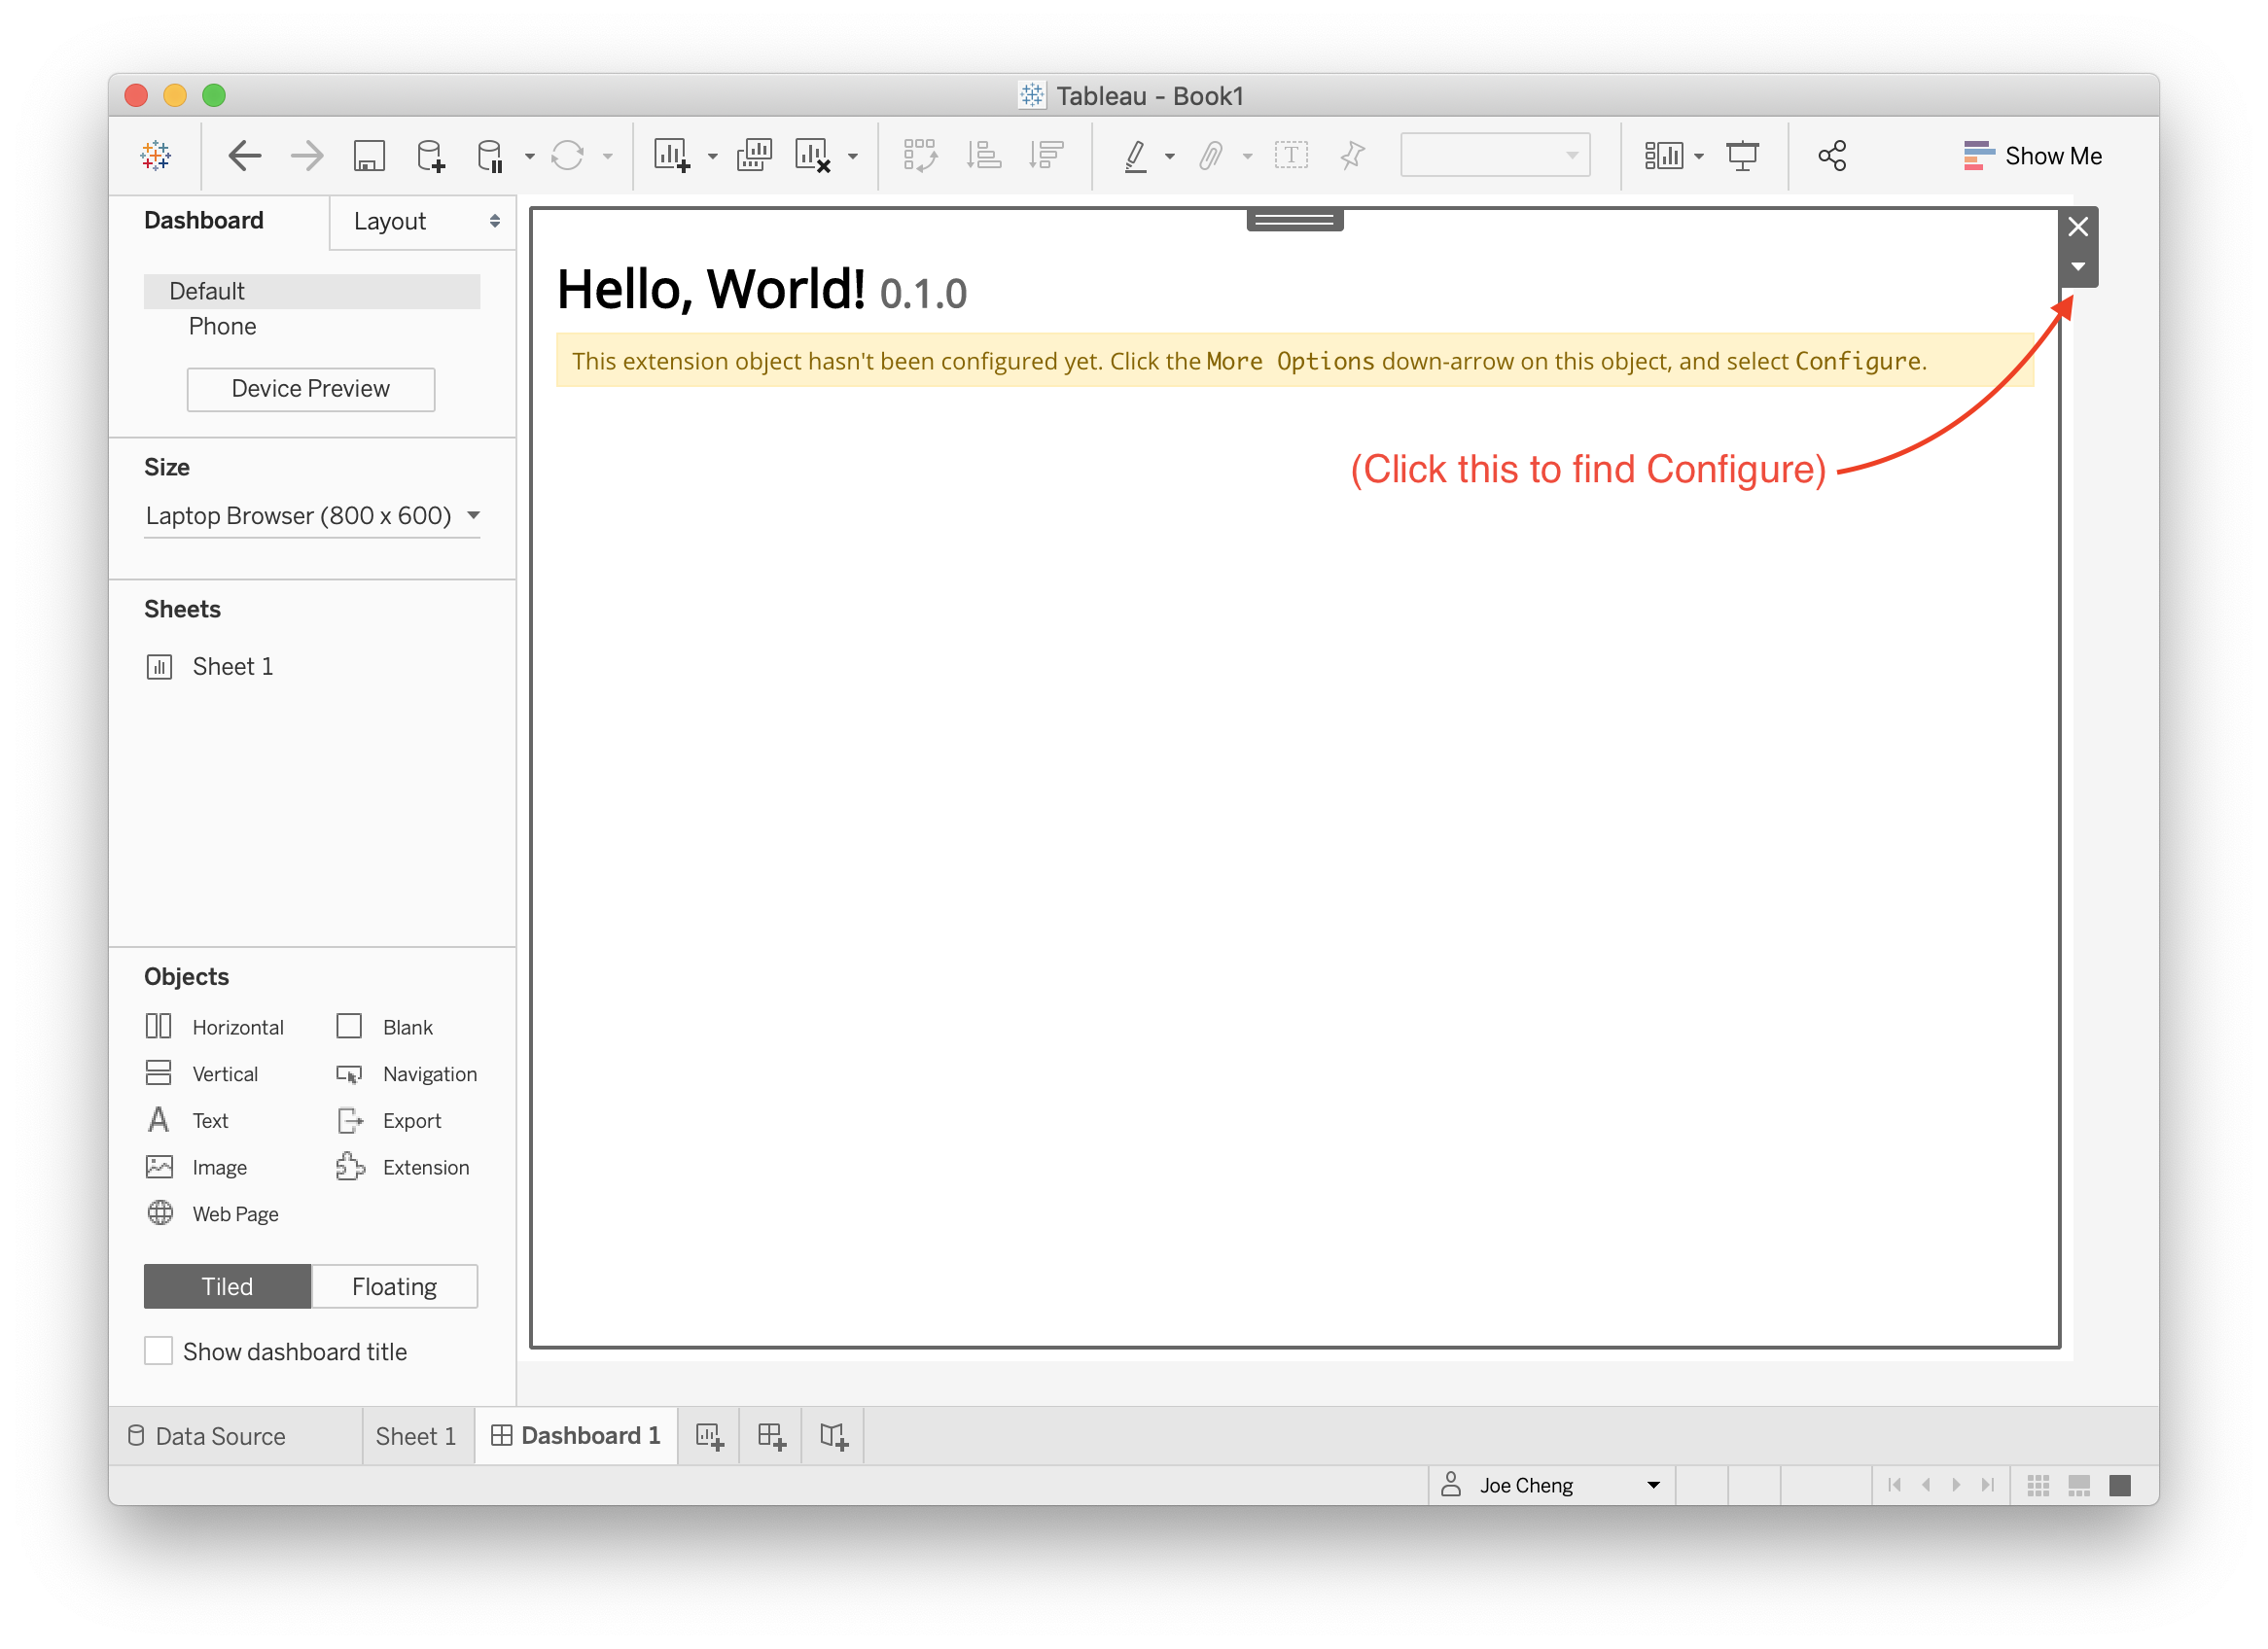 Tableau - Book1
Show Me
Dashboard
Layout
Default
Phone
Device Preview
Size
Laptop Browser (800 x 600)
Sheets
Sheet 1
Objects
Horizontal
Blank
Vertical
Navigation
Text
Export
Image
Extension
Web Page
Tiled
Floating
Show dashboard title
Hello, World! 0.1.0
This extension object hasn't been configured yet. Click the More Options down-arrow on this object, and select Configure.
(Click this to find Configure)
Data Source
Sheet 1
Dashboard 1
Joe Cheng